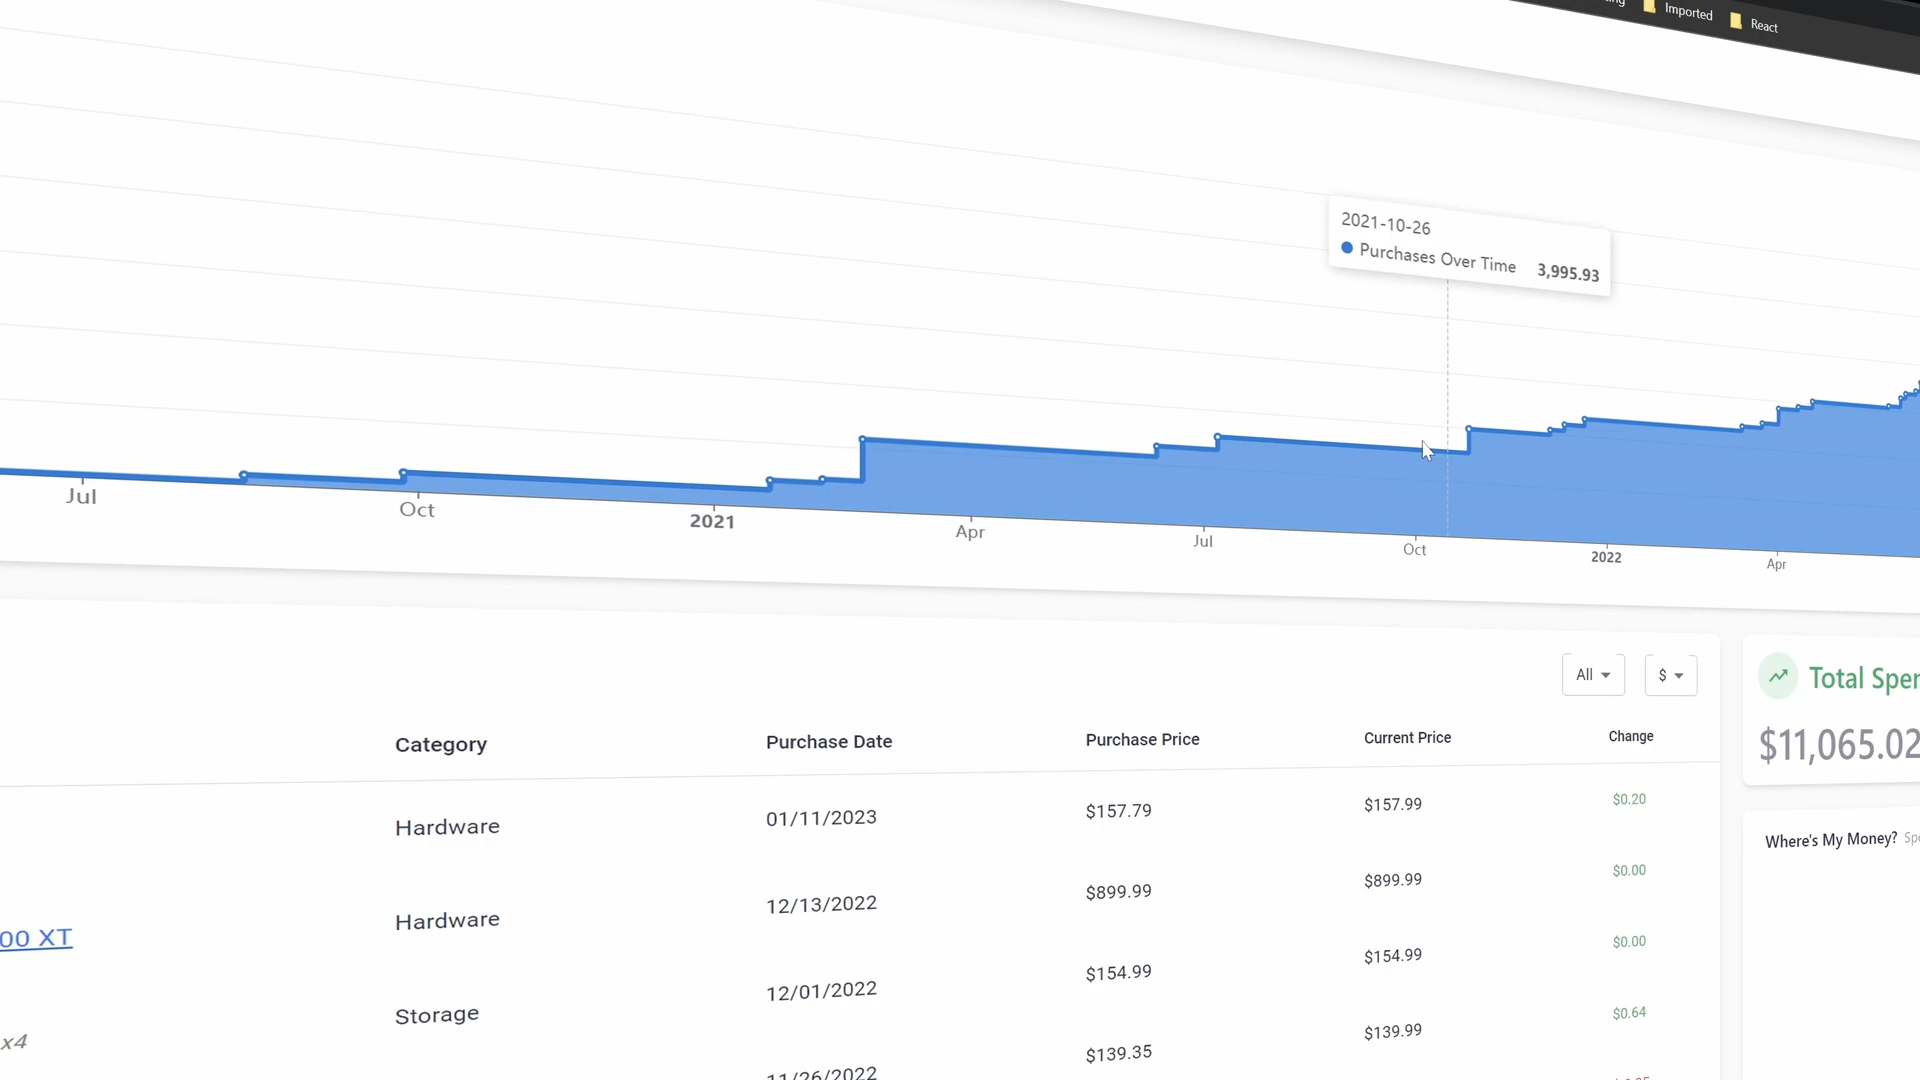 Imported
React
2021-10-26
Purchases Over Time 3,995.93
Jul
Oct
2021
Apr
Jul
Oct
2022
Apr
All
$
Category
Purchase Date
Purchase Price
Current Price
Change
Hardware
01/11/2023
$157.79
$157.99
$0.20
Hardware
12/13/2022
$899.99
$899.99
$0.00
00 XT
Storage
12/01/2022
$154.99
$154.99
$0.00
x4
11/26/2022
$139.35
$139.99
$0.64
Total Spen
$11,065.02
Where's My Money? Spe